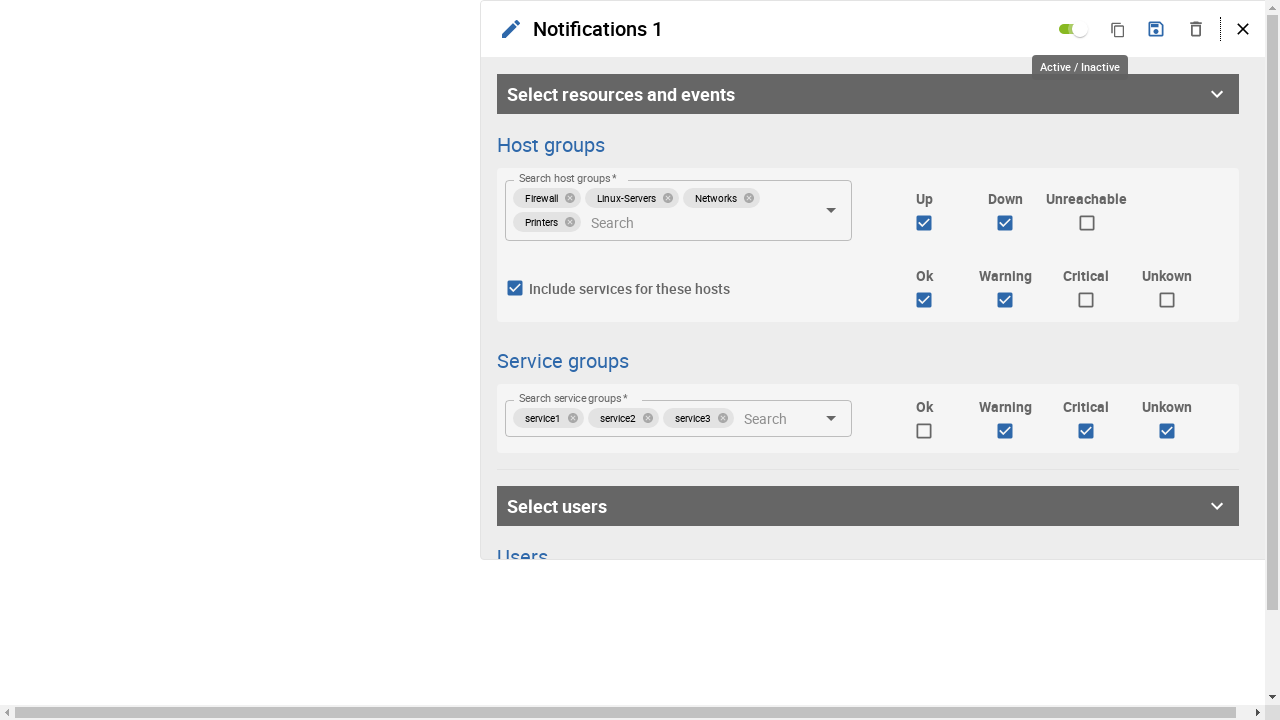 Notifications 1
Active / Inactive
Select resources and events
Host groups
Search host groups *
Firewall
Linux-Servers
Networks
Printers
Search
Up
Down
Unreachable
Include services for these hosts
Ok
Warning
Critical
Unkown
Service groups
Search service groups *
service1
service2
service3
Search
Ok
Warning
Critical
Unkown
Select users
Users